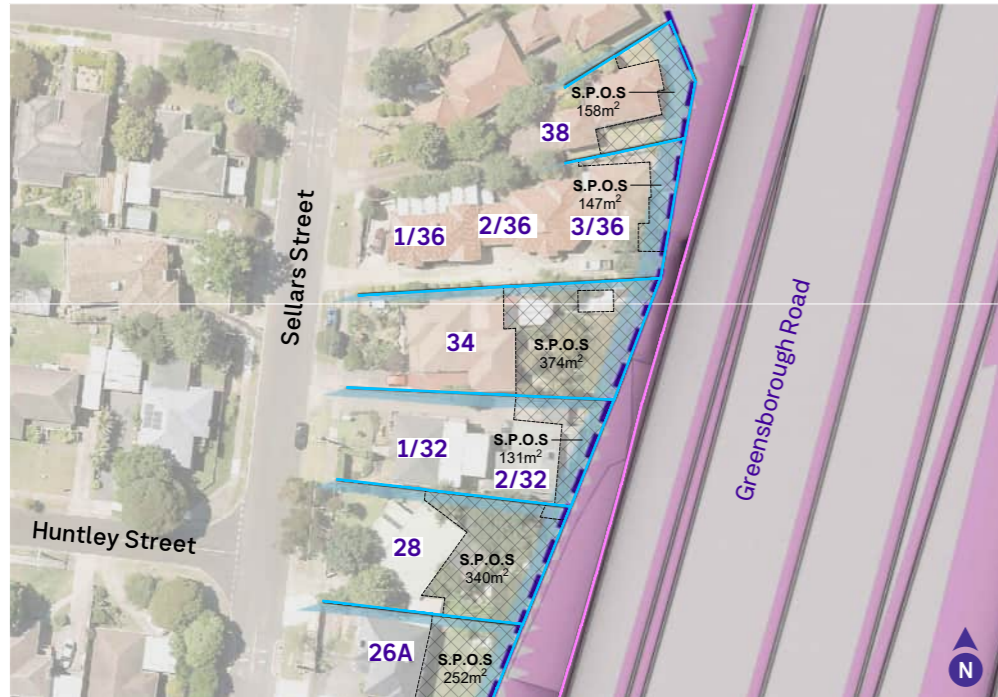 S.P.O.S
158m²
38
S.P.O.S
147m²
1/36
2/36
3/36
Sellars Street
34
S.P.O.S
374m²
Greensborough Road
1/32
S.P.O.S
131m²
2/32
Huntley Street
28
S.P.O.S
340m²
26A
S.P.O.S
252m²
N